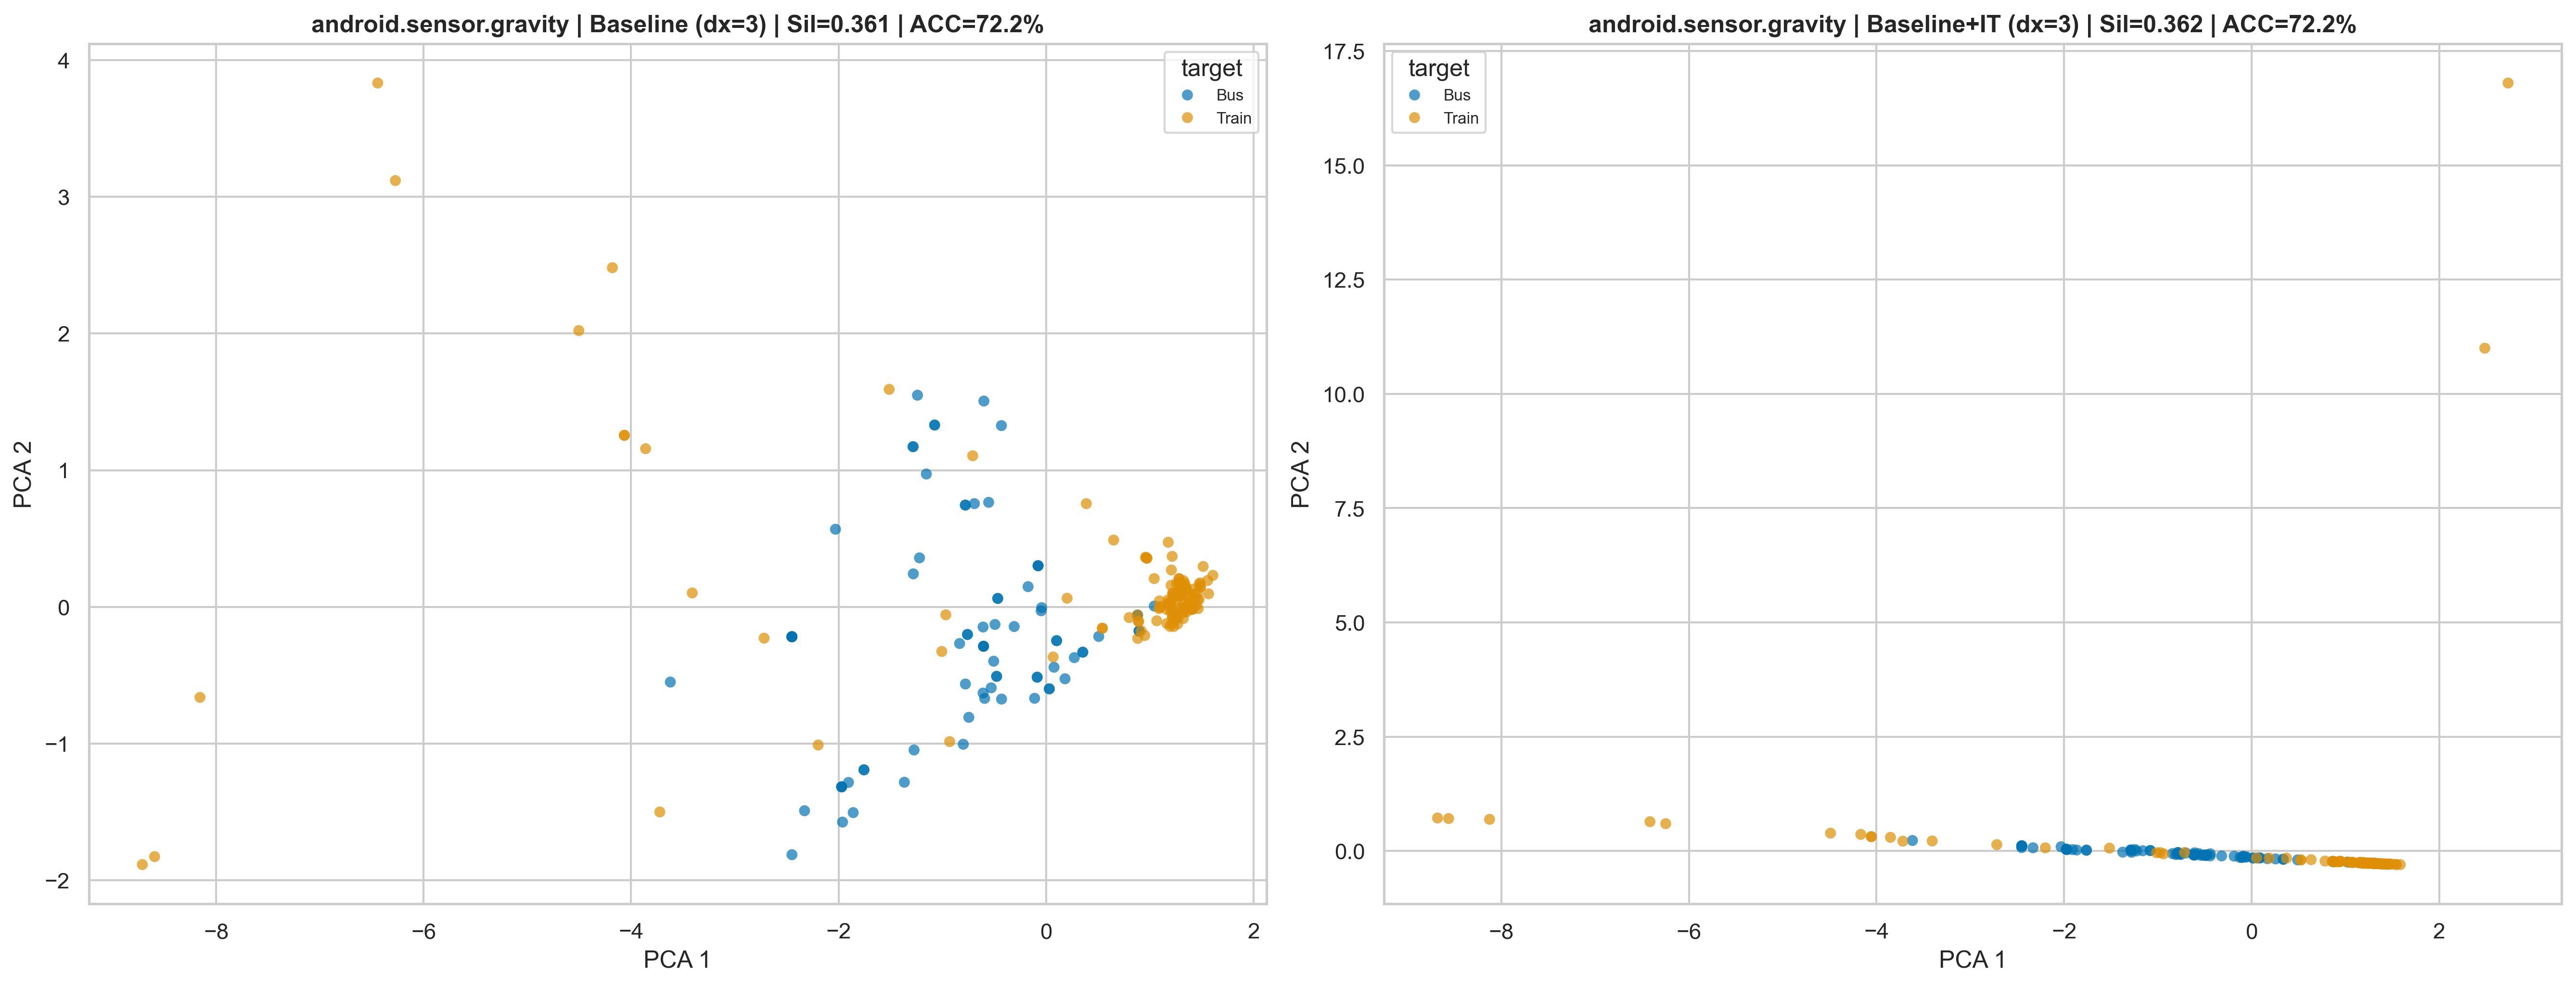 android.sensor.gravity | Baseline (dx=3) | Sil=0.361 | ACC=72.2%
4
3
2
1
0
−1
−2
PCA 2
−8
−6
−4
−2
0
2
PCA 1
target
Bus
Train
android.sensor.gravity | Baseline+IT (dx=3) | Sil=0.362 | ACC=72.2%
17.5
15.0
12.5
10.0
7.5
5.0
2.5
0.0
PCA 2
−8
−6
−4
−2
0
2
PCA 1
target
Bus
Train